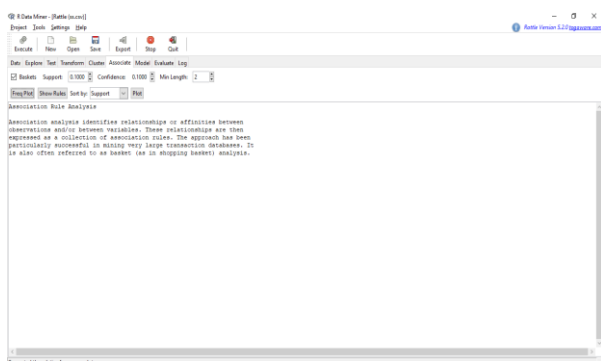 R Data Miner - [Rattle (os.csv)]
Project Tools Settings Help
Rattle Version 5.2.0 togaware.com
Execute New Open Save Export Stop Quit
Data Explore Test Transform Cluster Associate Model Evaluate Log
Baskets Support: 0.1000 Confidence: 0.1000 Min Length: 2
Freq Plot Show Rules Sort by: Support Plot
Association Rule Analysis
Association analysis identifies relationships or affinities between
observations and/or between variables. These relationships are then
expressed as a collection of association rules. The approach has been
particularly successful in mining very large transaction databases. It
is also often referred to as basket (as in shopping basket) analysis.